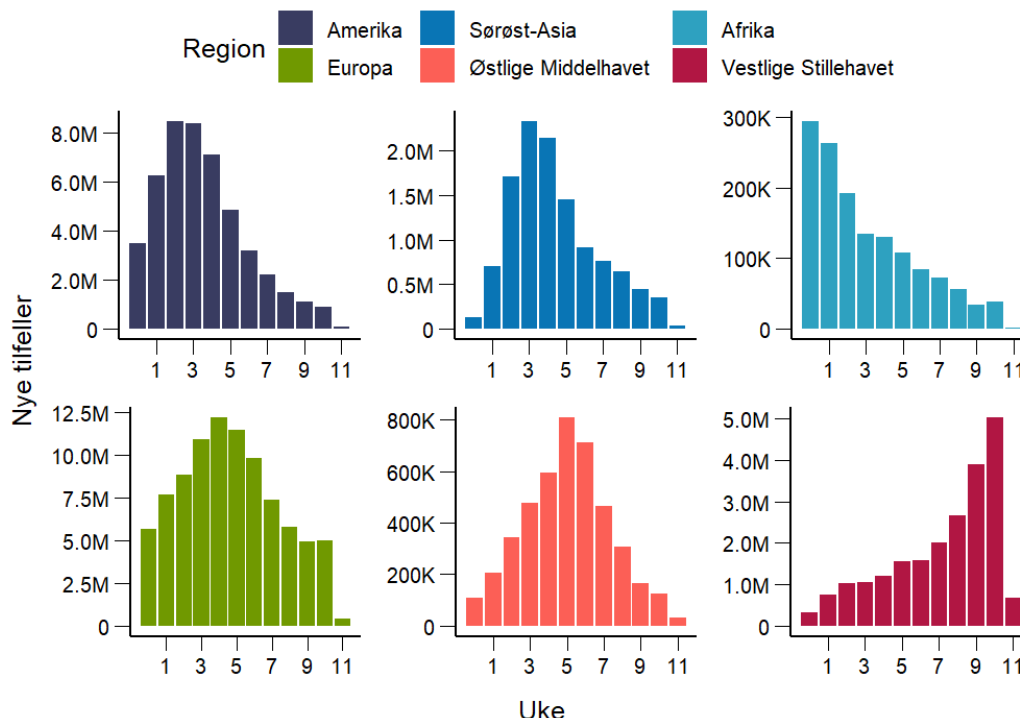 Region
Amerika
Sørøst-Asia
Afrika
Europa
Østlige Middelhavet
Vestlige Stillehavet
Nye tilfeller
8.0M
6.0M
4.0M
2.0M
0
1 3 5 7 9 11
2.0M
1.5M
1.0M
0.5M
0
1 3 5 7 9 11
300K
200K
100K
0
1 3 5 7 9 11
12.5M
10.0M
7.5M
5.0M
2.5M
0
1 3 5 7 9 11
800K
600K
400K
200K
0
1 3 5 7 9 11
5.0M
4.0M
3.0M
2.0M
1.0M
0
1 3 5 7 9 11
Uke